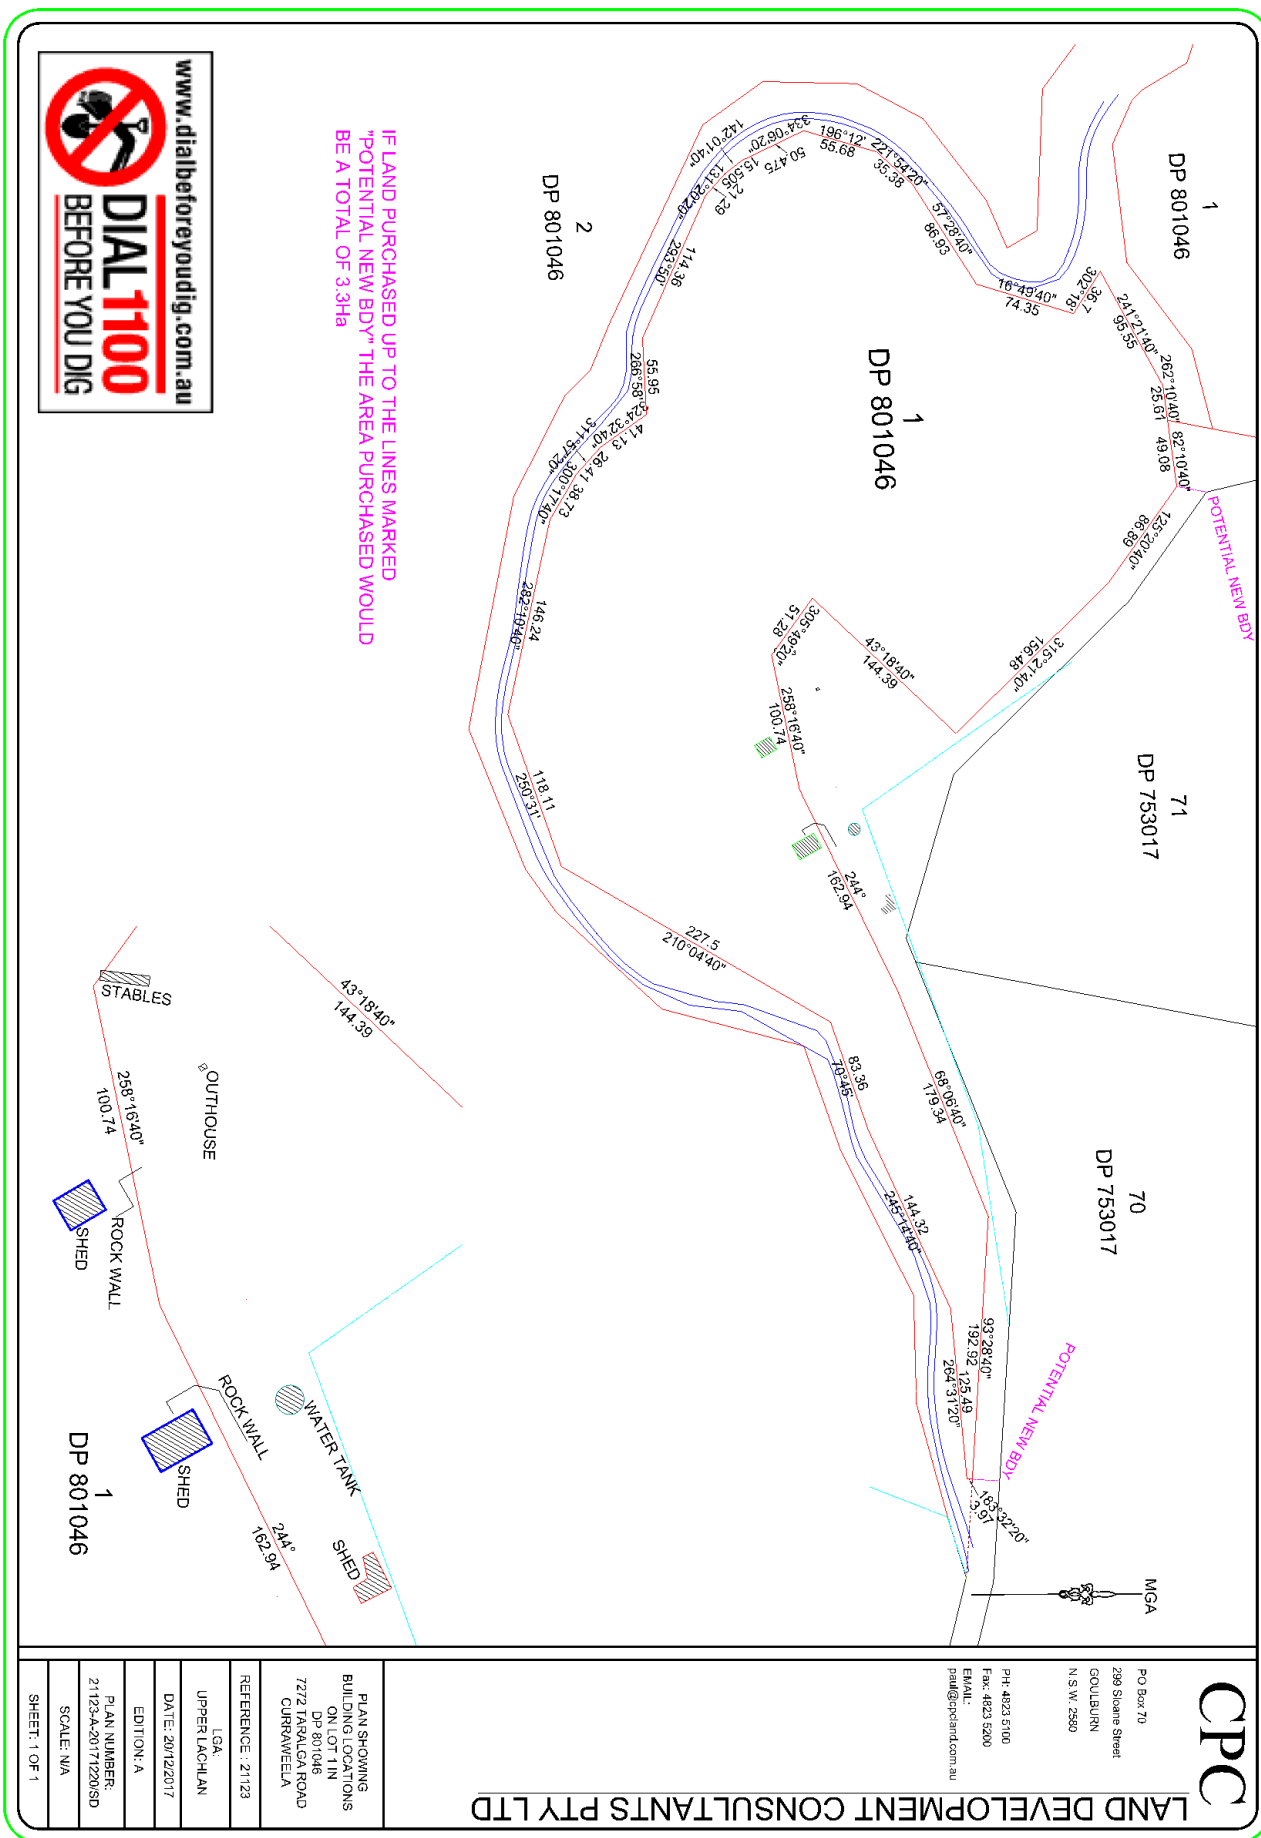 www.dialbeforeyoudig.com.au
DIAL1100
BEFORE YOU DIG
IF LAND PURCHASED UP TO THE LINES MARKED
"POTENTIAL NEW BDY" THE AREA PURCHASED WOULD
BE A TOTAL OF 3.3Ha
1
DP 801046
2
DP 801046
1
DP 801046
71
DP 753017
70
DP 753017
POTENTIAL NEW BDY
POTENTIAL NEW BDY
MGA
142°01'40"
15.505
334°06'20"
50.475
196°12'
55.68
221°54'20"
35.38
57°28'40"
86.93
16°49'40"
74.35
302°18'
36.7
241°21'40"
95.55
262°10'40"
25.61
82°10'40"
49.08
125°20'40"
86.89
315°21'40"
156.48
43°18'40"
144.39
305°49'20"
51.28
258°16'40"
100.74
244°
162.94
68°06'40"
179.34
93°28'40"
192.92
183°32'20"
3.97
125.49
264°31'20"
144.32
245°14'40"
83.36
70°45'
227.5
210°04'40"
118.11
250°31'
146.24
282°10'40"
38.73
300°17'40"
26.41
311°57'20"
41.13
324°32'40"
55.95
266°58'
114.36
293°50'
21.29
131°20'20"
43°18'40"
144.39
STABLES
OUTHOUSE
258°16'40"
100.74
ROCK WALL
SHED
ROCK WALL
SHED
WATER TANK
SHED
244°
162.94
1
DP 801046
CPC
LAND DEVELOPMENT CONSULTANTS PTY LTD
PO Box 70
299 Sloane Street
GOULBURN
N.S.W. 2580
PH: 4823 5100
Fax: 4823 5200
EMAIL:
paul@cpcland.com.au
PLAN SHOWING
BUILDING LOCATIONS
ON LOT 1 IN
DP 801046
7272 TARALGA ROAD
CURRAWEELA
REFERENCE : 21123
LGA:
UPPER LACHLAN
DATE: 20/12/2017
EDITION: A
PLAN NUMBER:
21123-A-20171220/SD
SCALE: N/A
SHEET: 1 OF 1